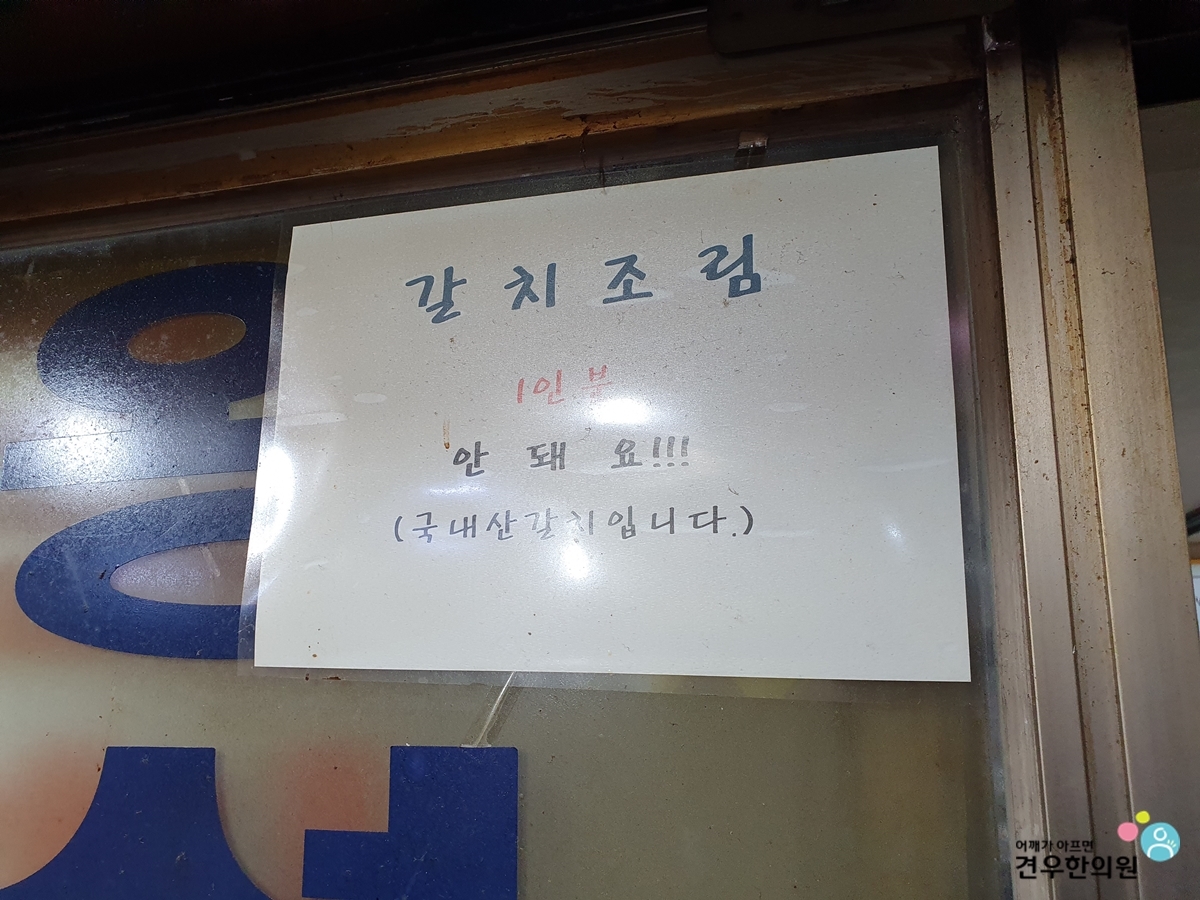 갈치조림
1인분
안 돼 요!!!
(국내산갈치입니다.)
어깨가 아프면
견우한의원